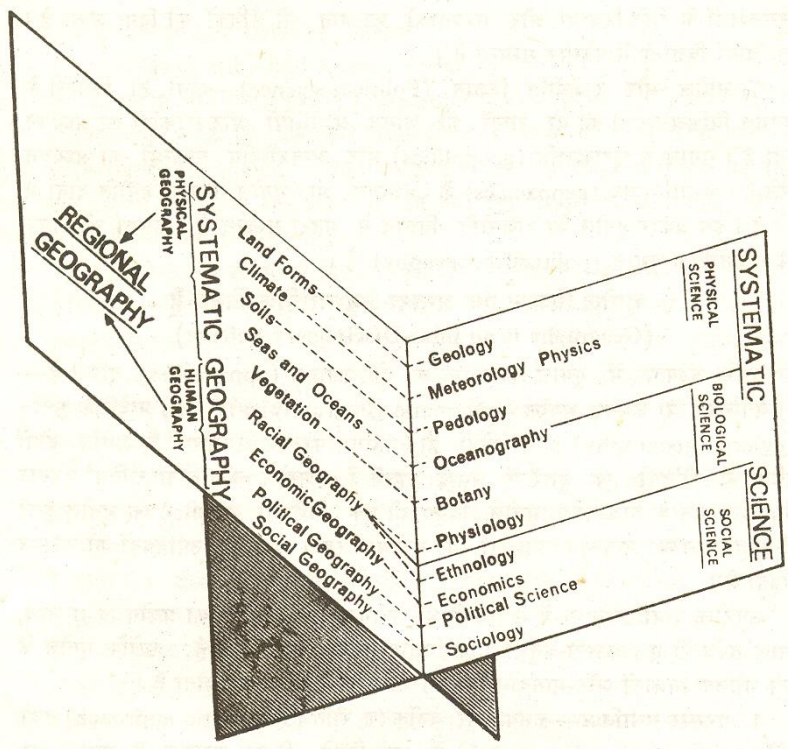 REGIONAL
GEOGRAPHY
PHYSICAL
GEOGRAPHY
HUMAN
GEOGRAPHY
SYSTEMATIC GEOGRAPHY
Land Forms
Climate
Soils
Seas and Oceans
Vegetation
Racial Geography
Economic Geography
Political Geography
Social Geography
Geology
Meteorology Physics
Pedology
Oceanography
Botany
Physiology
Ethnology
Economics
Political Science
Sociology
PHYSICAL
SCIENCE
BIOLOGICAL
SCIENCE
SOCIAL
SCIENCE
SYSTEMATIC SCIENCE